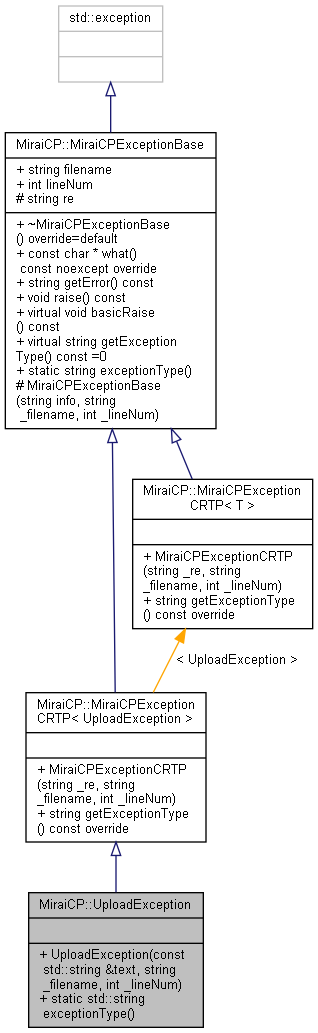 std::exception
MiraiCP::MiraiCPExceptionBase
+ string filename
+ int lineNum
# string re
+ ~MiraiCPExceptionBase
() override=default
+ const char * what()
const noexcept override
+ string getError() const
+ void raise() const
+ virtual void basicRaise
() const
+ virtual string getException
Type() const =0
+ static string exceptionType()
# MiraiCPExceptionBase
(string info, string
_filename, int _lineNum)
MiraiCP::MiraiCPException
CRTP< T >
+ MiraiCPExceptionCRTP
(string _re, string
_filename, int _lineNum)
+ string getExceptionType
() const override
< UploadException >
MiraiCP::MiraiCPException
CRTP< UploadException >
+ MiraiCPExceptionCRTP
(string _re, string
_filename, int _lineNum)
+ string getExceptionType
() const override
MiraiCP::UploadException
+ UploadException(const
std::string &text, string
_filename, int _lineNum)
+ static std::string
exceptionType()